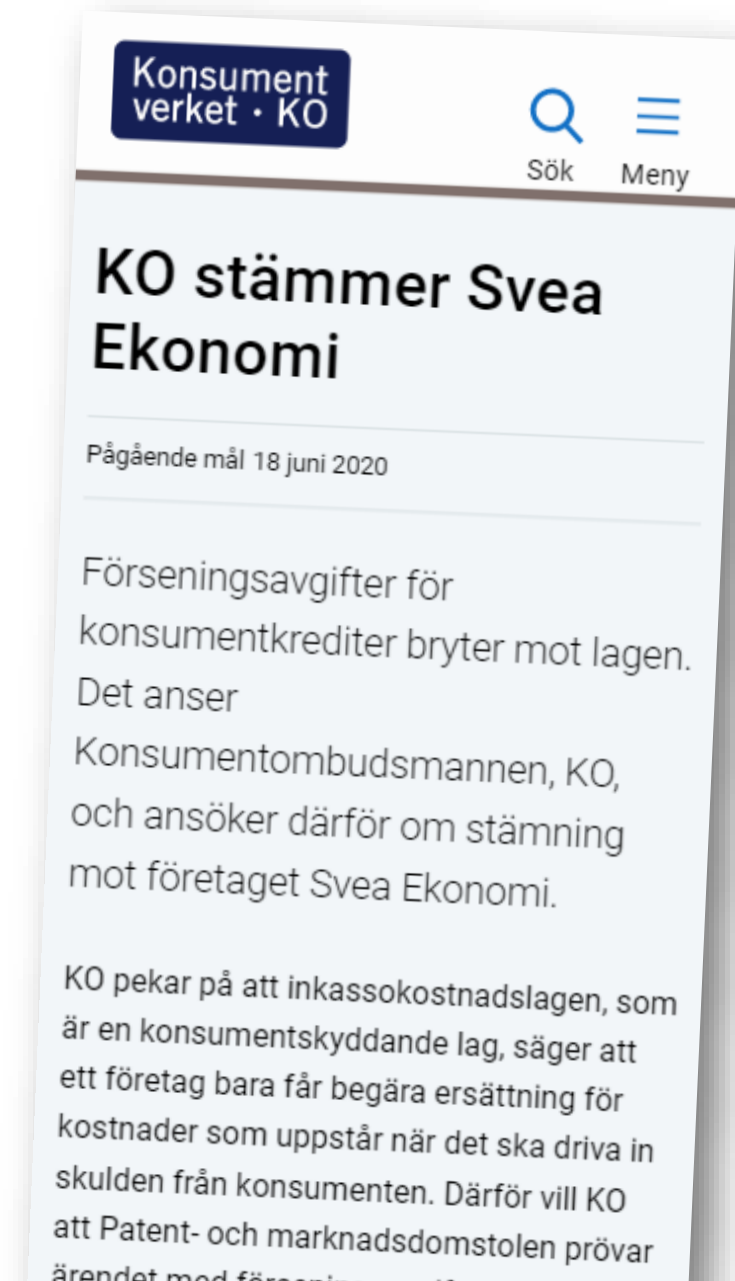 Konsument
verket • KO
Sök
Meny
KO stämmer Svea
Ekonomi
Pågående mål 18 juni 2020
Förseningsavgifter för
konsumentkrediter bryter mot lagen.
Det anser
Konsumentombudsmannen, KO,
och ansöker därför om stämning
mot företaget Svea Ekonomi.
KO pekar på att inkassokostnadslagen, som
är en konsumentskyddande lag, säger att
ett företag bara får begära ersättning för
kostnader som uppstår när det ska driva in
skulden från konsumenten. Därför vill KO
att Patent- och marknadsdomstolen prövar
ärendet med